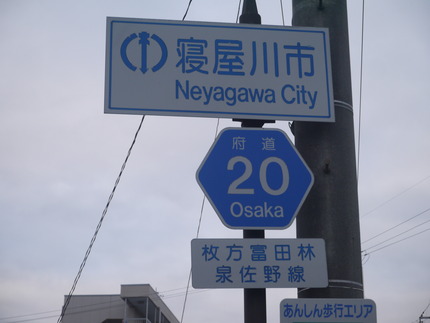 寝屋川市
Neyagawa City
府道
20
Osaka
枚方富田林
泉佐野線
あんしん歩行エリア